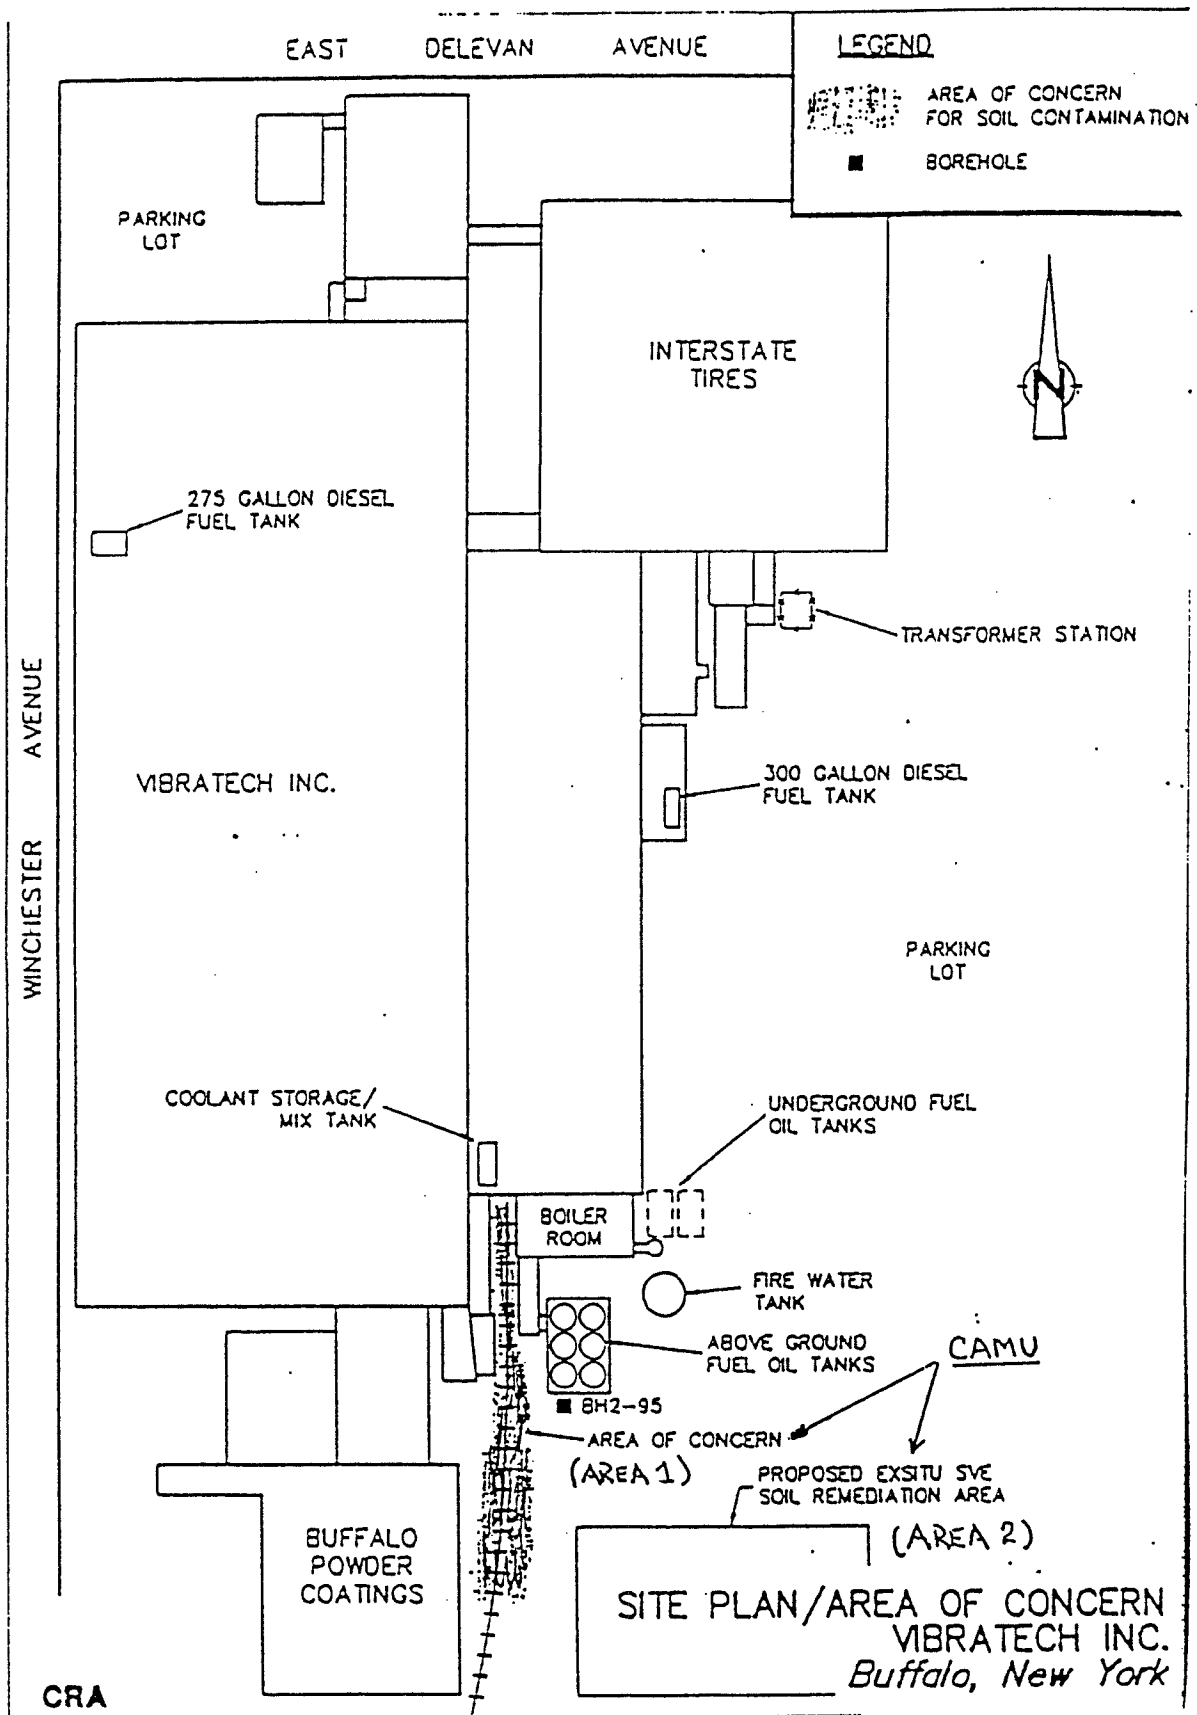 EAST DELEVAN AVENUE
LEGEND
AREA OF CONCERN
FOR SOIL CONTAMINATION
BOREHOLE
PARKING
LOT
INTERSTATE
TIRES
N
275 GALLON DIESEL
FUEL TANK
TRANSFORMER STATION
WINCHESTER AVENUE
VIBRATECH INC.
300 GALLON DIESEL
FUEL TANK
PARKING
LOT
COOLANT STORAGE/
MIX TANK
UNDERGROUND FUEL
OIL TANKS
BOILER
ROOM
FIRE WATER
TANK
ABOVE GROUND
FUEL OIL TANKS
CAMU
BH2-95
AREA OF CONCERN
(AREA 1)
PROPOSED EXSITU SVE
SOIL REMEDIATION AREA
(AREA 2)
BUFFALO
POWDER
COATINGS
SITE PLAN/AREA OF CONCERN
VIBRATECH INC.
Buffalo, New York
CRA